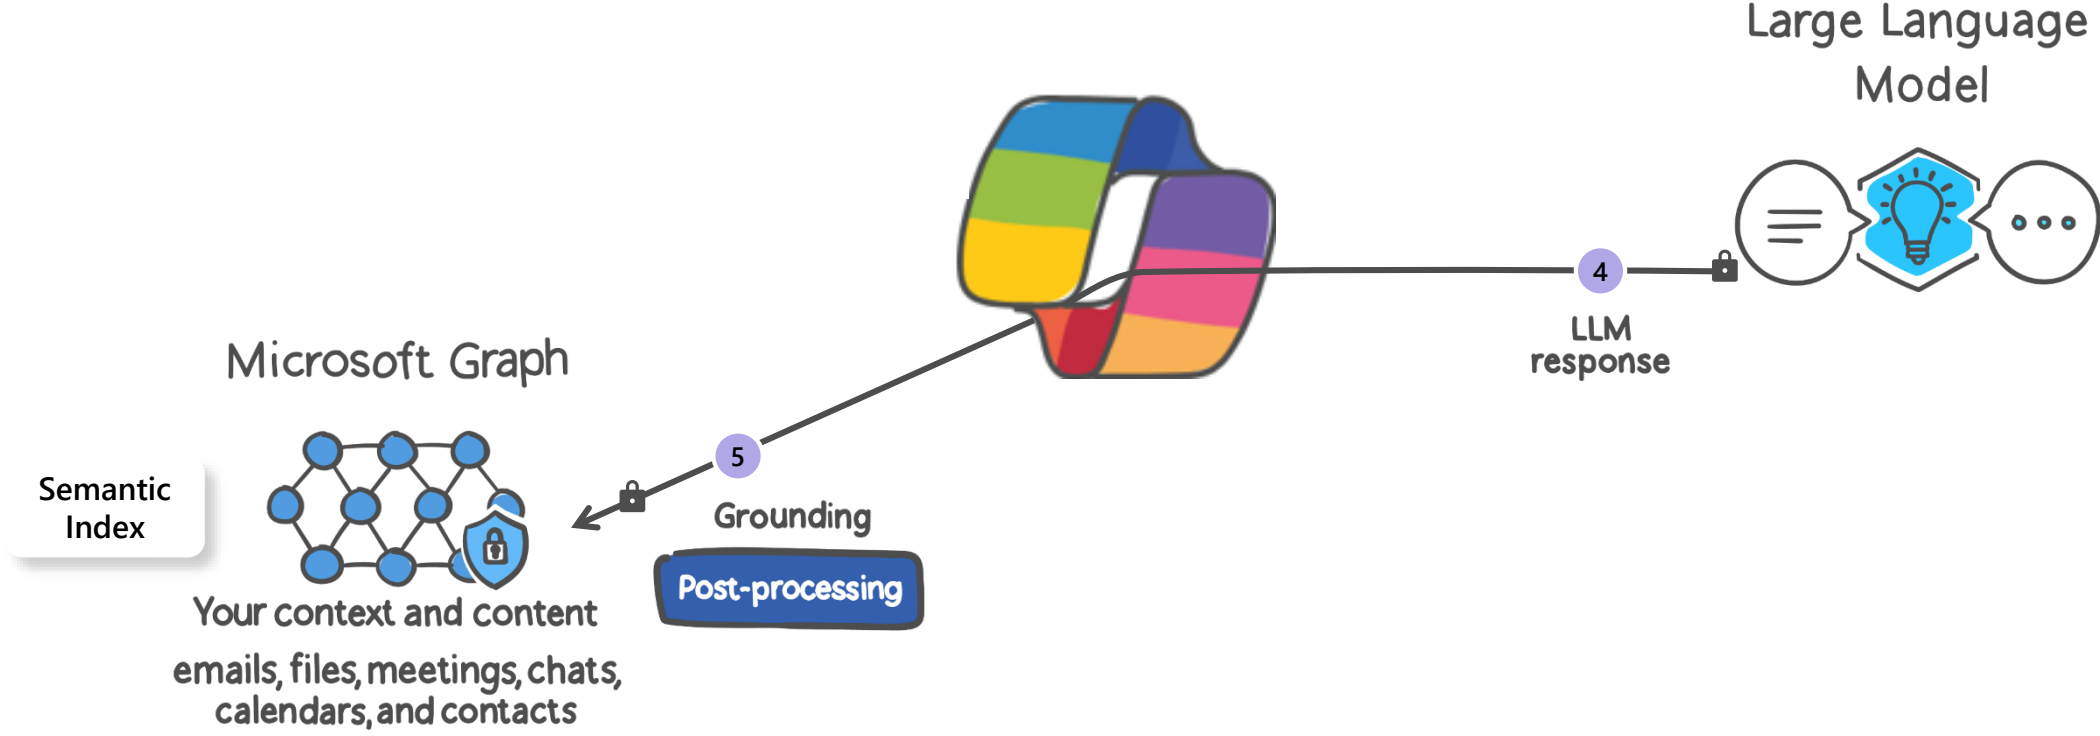 Large Language
Model
4
LLM
response
Microsoft Graph
5
Semantic
Index
Grounding
Post-processing
Your context and content
emails, files, meetings, chats,
calendars, and contacts